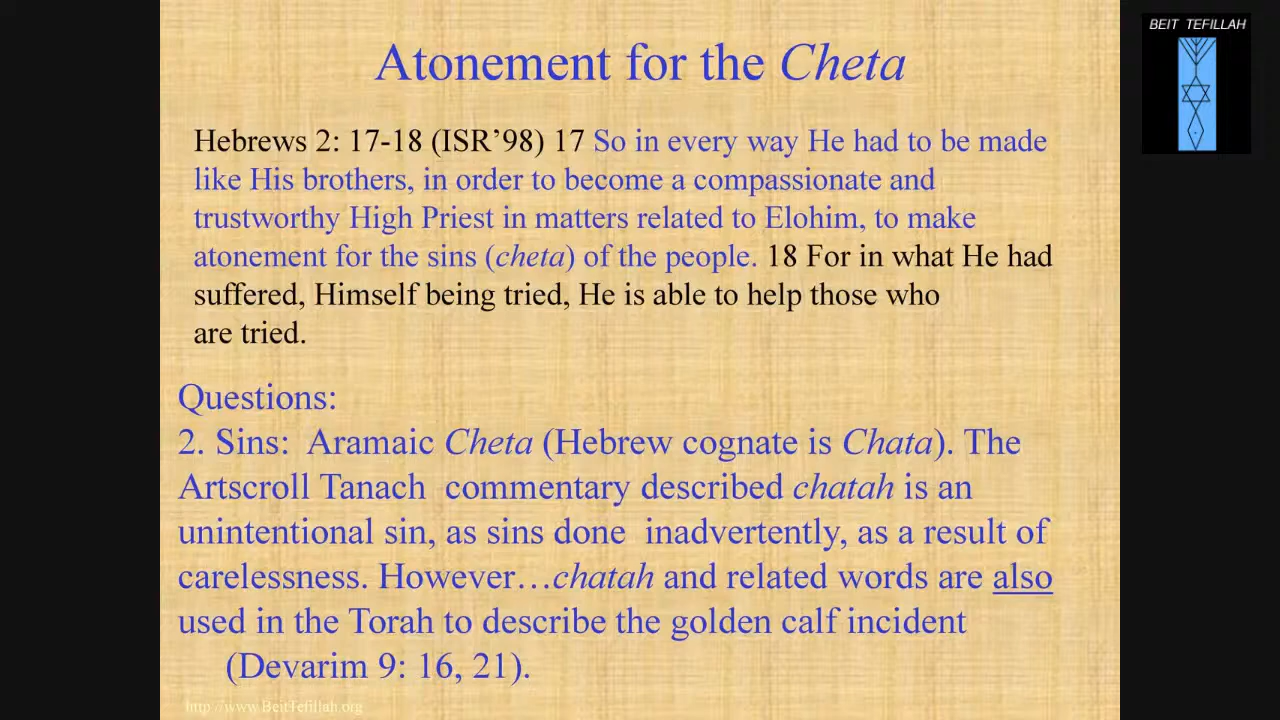 BEIT TEFILLAH
Atonement for the Cheta
Hebrews 2: 17-18 (ISR’98) 17 So in every way He had to be made
like His brothers, in order to become a compassionate and
trustworthy High Priest in matters related to Elohim, to make
atonement for the sins (cheta) of the people. 18 For in what He had
suffered, Himself being tried, He is able to help those who
are tried.
Questions:
2. Sins: Aramaic Cheta (Hebrew cognate is Chata). The
Artscroll Tanach commentary described chatah is an
unintentional sin, as sins done inadvertently, as a result of
carelessness. However…chatah and related words are also
used in the Torah to describe the golden calf incident
(Devarim 9: 16, 21).
http://www.BeitTefillah.org